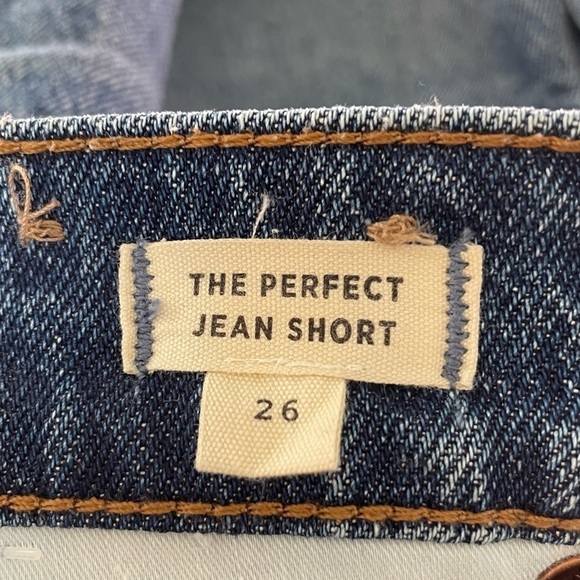 THE PERFECT
JEAN SHORT
26